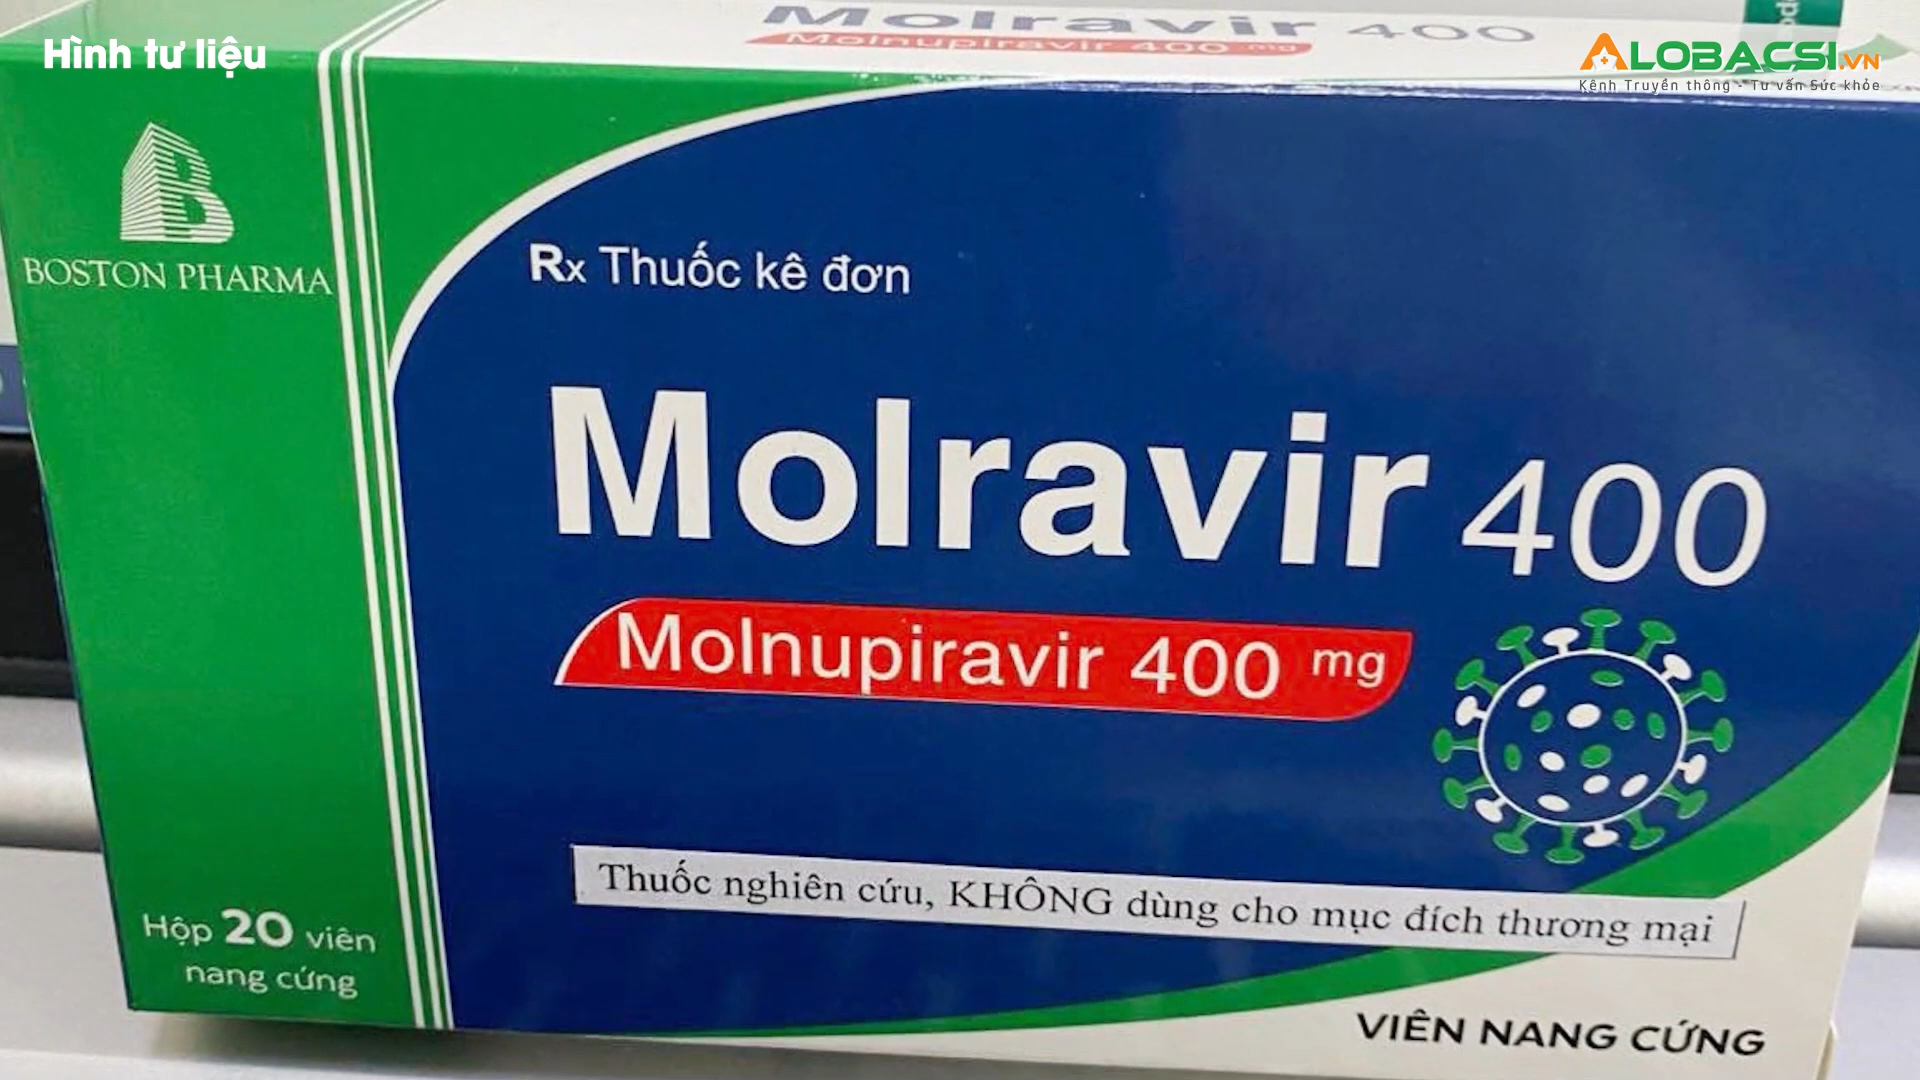 Hình tư liệu
Molravir 400
Molnupiravir 400 mg
ALOBACSI.VN
Kênh Truyền thông - Tư vấn Sức khỏe
BOSTON PHARMA
Rx Thuốc kê đơn
Molravir 400
Molnupiravir 400 mg
Thuốc nghiên cứu, KHÔNG dùng cho mục đích thương mại
Hộp 20 viên
nang cứng
VIÊN NANG CỨNG